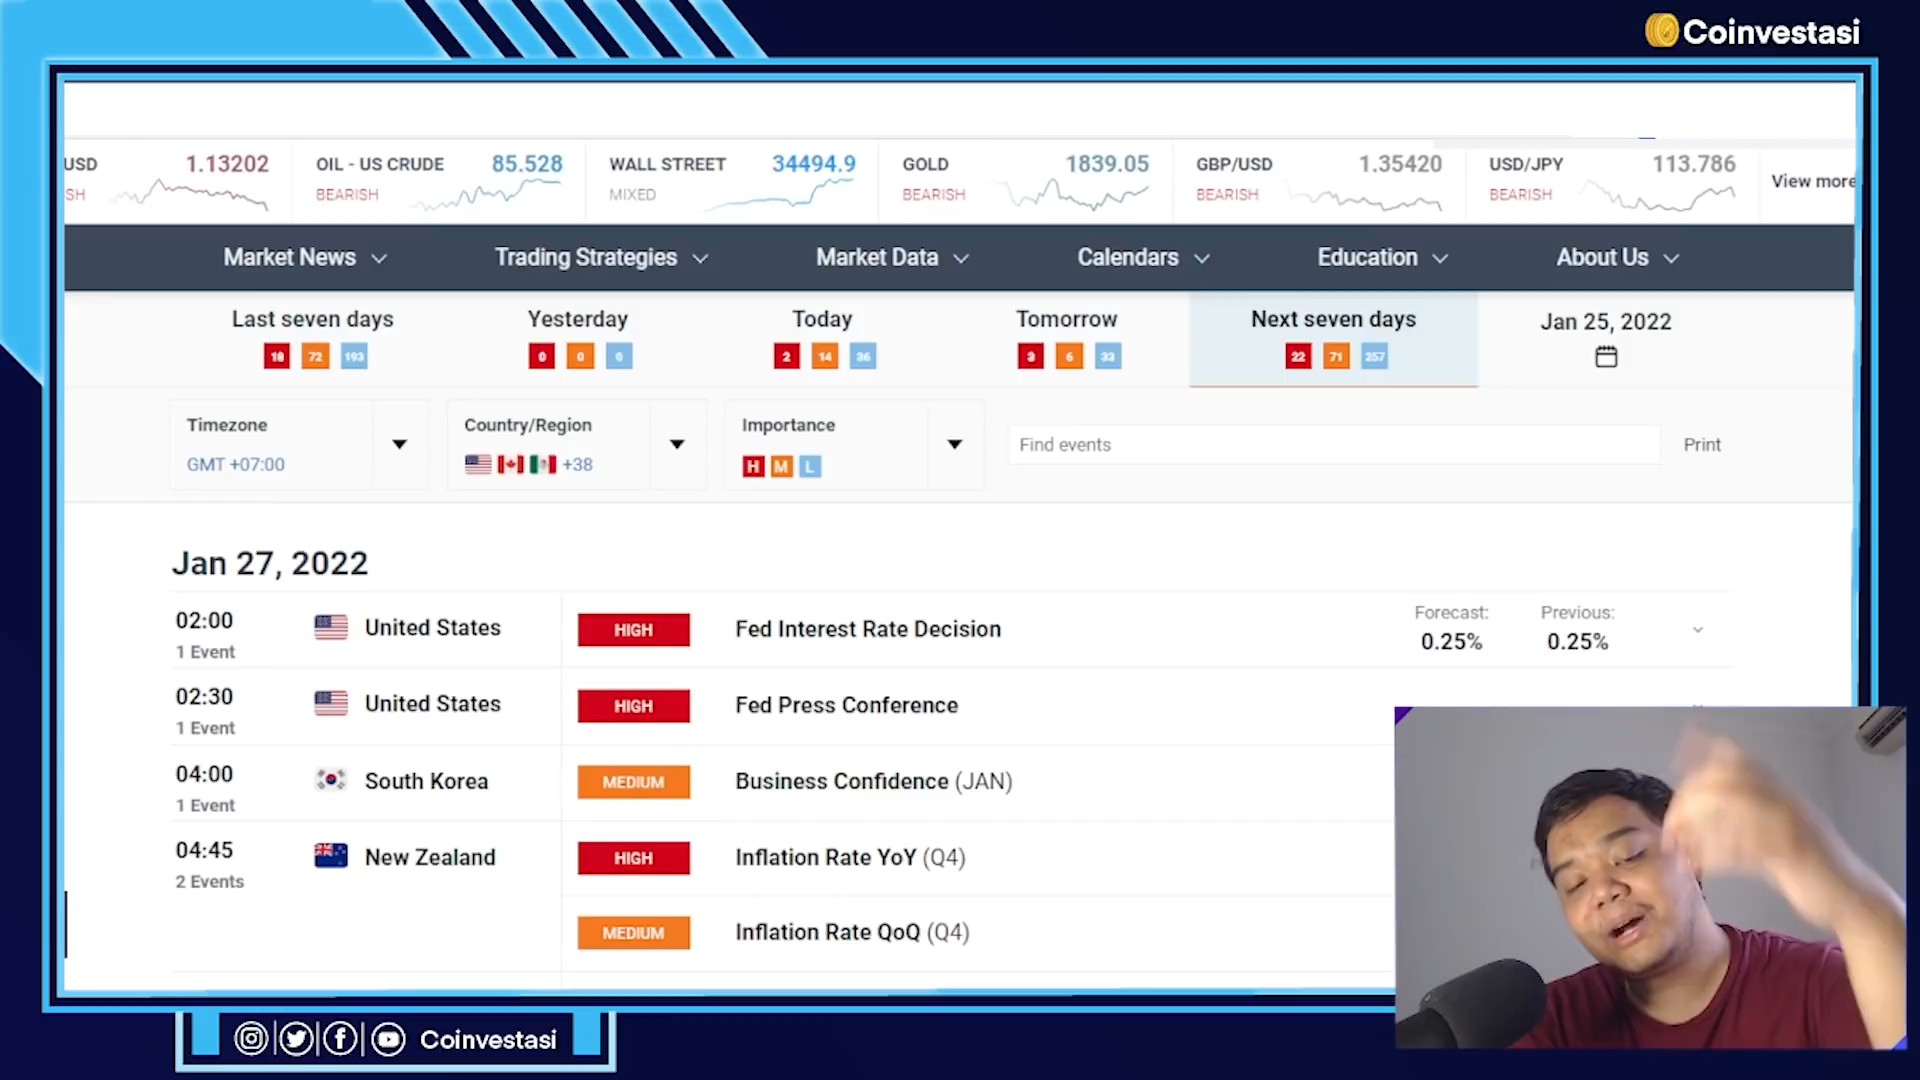 Coinvestasi
USD 1.13202 OIL - US CRUDE 85.528 WALL STREET 34494.9 GOLD 1839.05 GBP/USD 1.35420 USD/JPY 113.786 View more
SH BEARISH MIXED BEARISH BEARISH BEARISH
Market News Trading Strategies Market Data Calendars Education About Us
Last seven days Yesterday Today Tomorrow Next seven days Jan 25, 2022
18 72 193 0 0 0 2 14 36 3 6 33 22 71 257
Timezone Country/Region Importance
GMT +07:00 +38 H M L Find events Print
Jan 27, 2022
02:00 United States HIGH Fed Interest Rate Decision Forecast: Previous:
1 Event 0.25% 0.25%
02:30 United States HIGH Fed Press Conference
1 Event
04:00 South Korea MEDIUM Business Confidence (JAN)
1 Event
04:45 New Zealand HIGH Inflation Rate YoY (Q4)
2 Events
MEDIUM Inflation Rate QoQ (Q4)
Coinvestasi